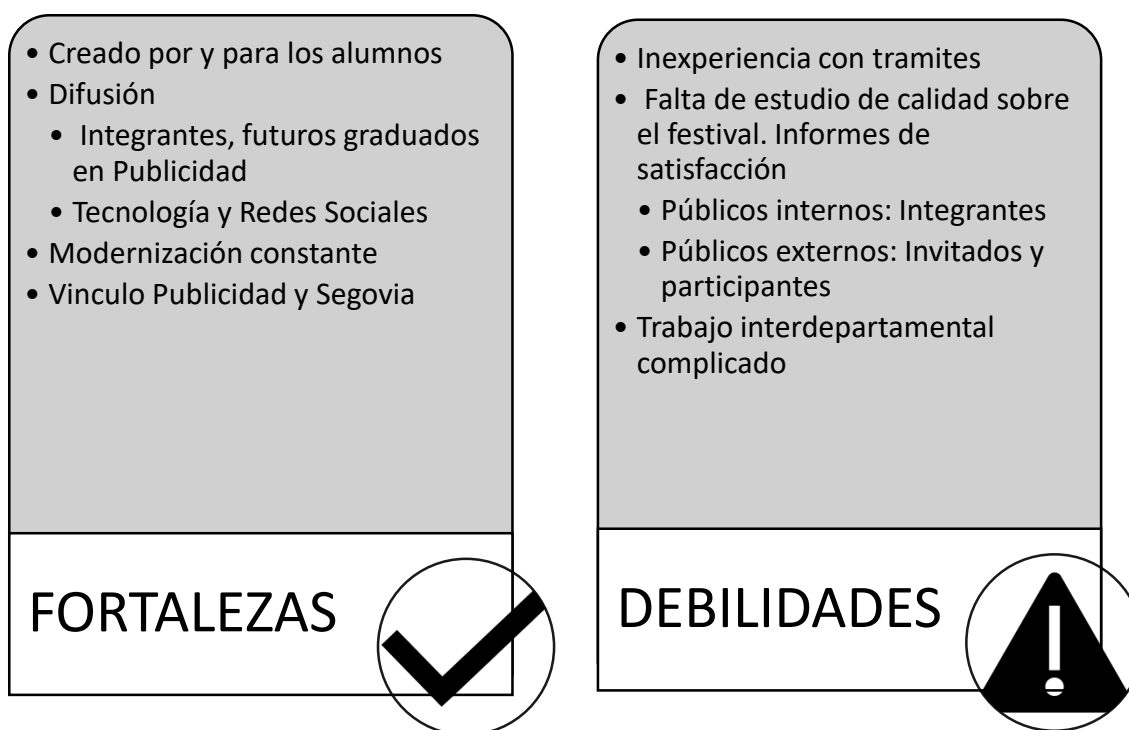 • Creado por y para los alumnos
• Difusión
• Integrantes, futuros graduados
en Publicidad
• Tecnología y Redes Sociales
• Modernización constante
• Vinculo Publicidad y Segovia
FORTALEZAS
• Inexperiencia con tramites
• Falta de estudio de calidad sobre
el festival. Informes de
satisfacción
• Públicos internos: Integrantes
• Públicos externos: Invitados y
participantes
• Trabajo interdepartamental
complicado
DEBILIDADES